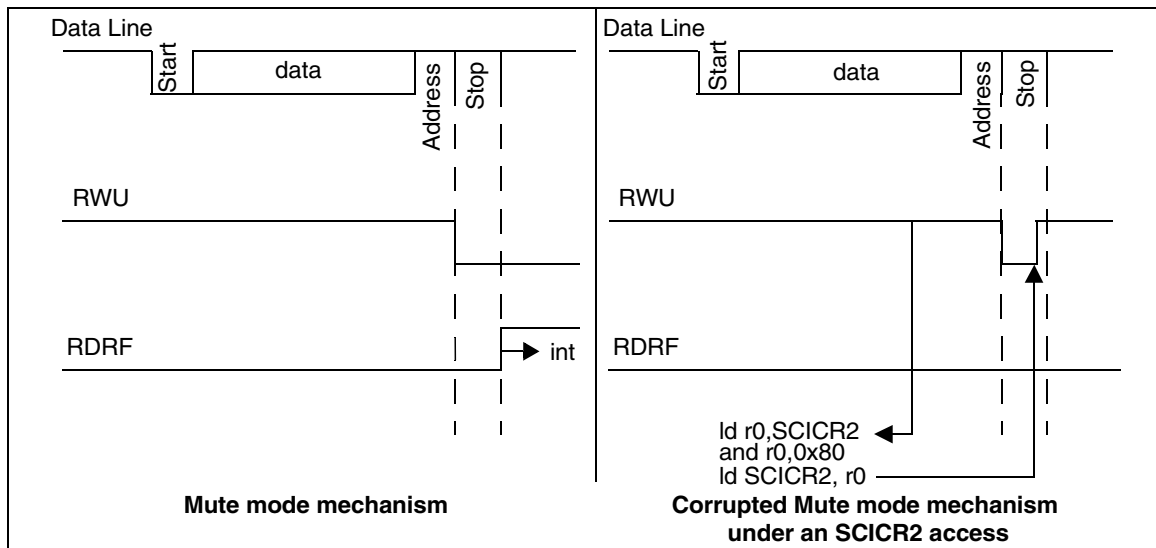 Data Line
Start
data
Address
Stop
RWU
RDRF
int
Mute mode mechanism
Data Line
Start
data
Address
Stop
RWU
RDRF
ld r0,SCICR2
and r0,0x80
ld SCICR2, r0
Corrupted Mute mode mechanism
under an SCICR2 access